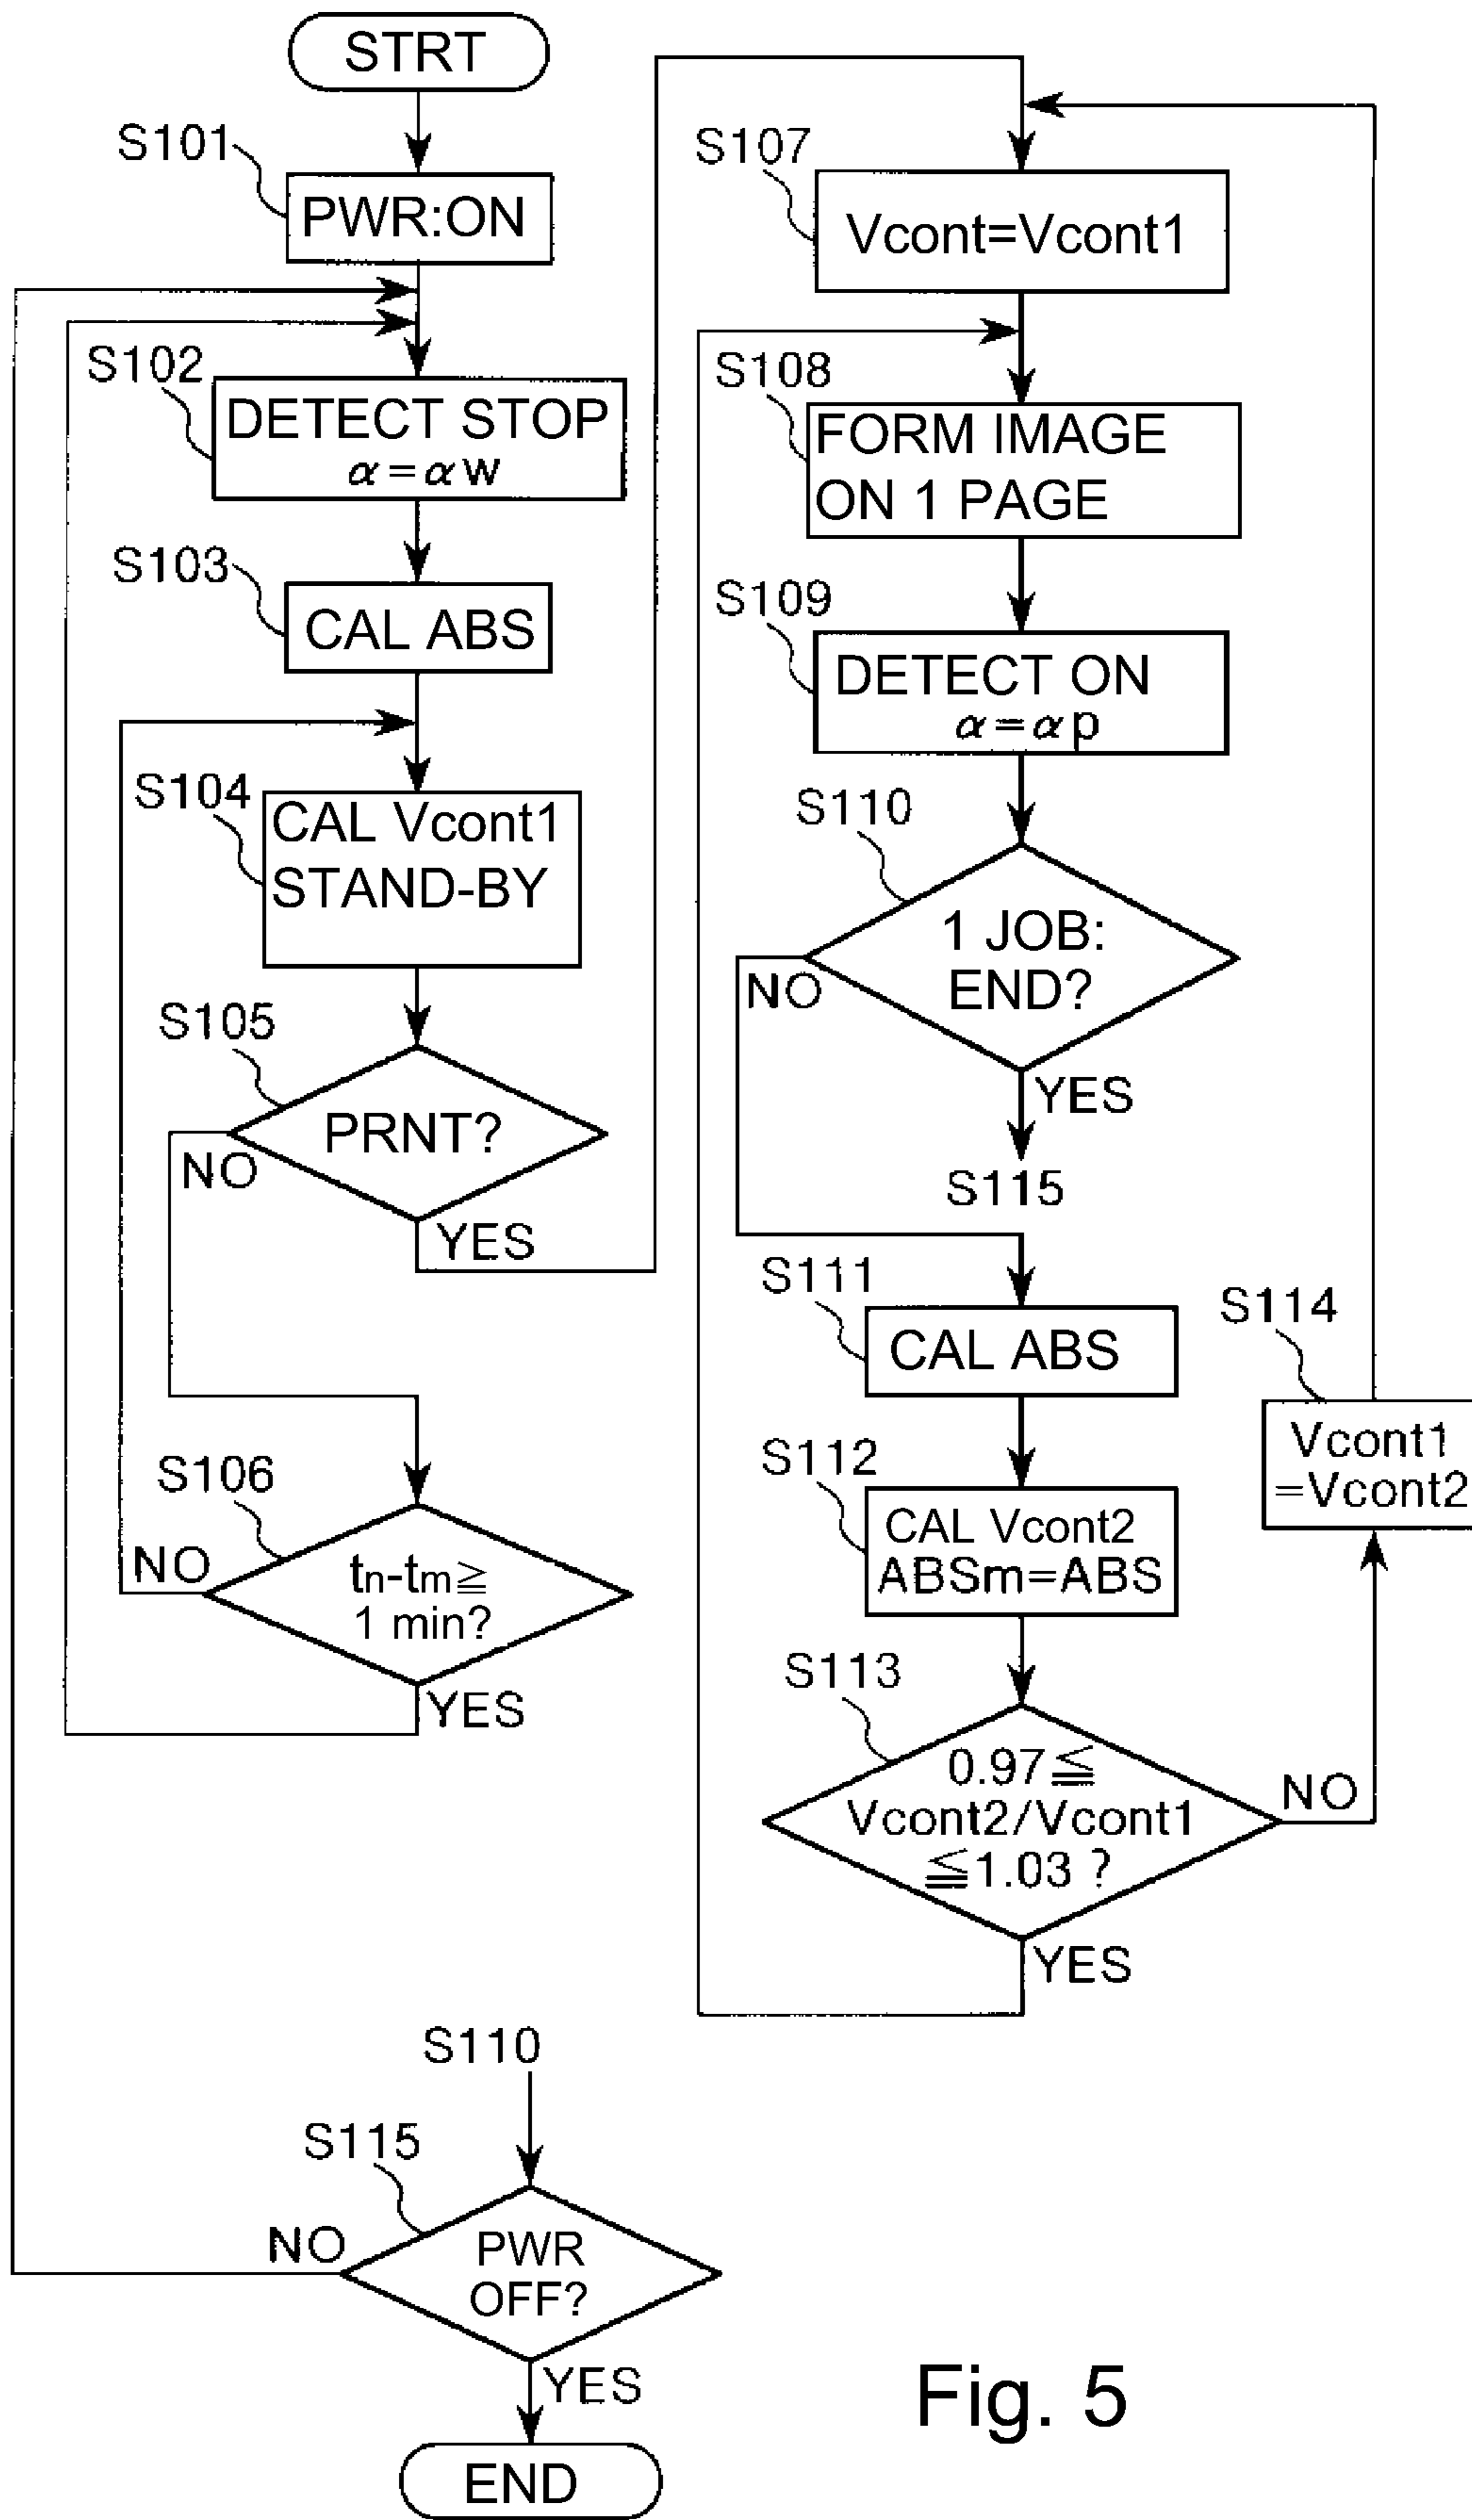 STRT
S101
PWR:ON
S102
DETECT STOP
α=αw
S103
CAL ABS
S104
CAL Vcont1
STAND-BY
S105
PRNT?
NO
YES
S106
NO
tn-tm≧
1 min?
YES
S107
Vcont=Vcont1
S108
FORM IMAGE
ON 1 PAGE
S109
DETECT ON
α=αp
S110
1 JOB:
END?
NO
YES
S115
S111
CAL ABS
S112
CAL Vcont2
ABSm=ABS
S113
0.97≦
Vcont2/Vcont1
≦1.03 ?
NO
YES
S114
Vcont1
=Vcont2
S110
S115
NO
PWR
OFF?
YES
END
Fig. 5